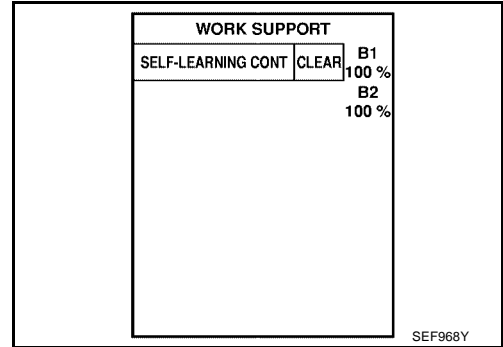 WORK SUPPORT
SELF-LEARNING CONT CLEAR B1
100 %
B2
100 %
SEF968Y